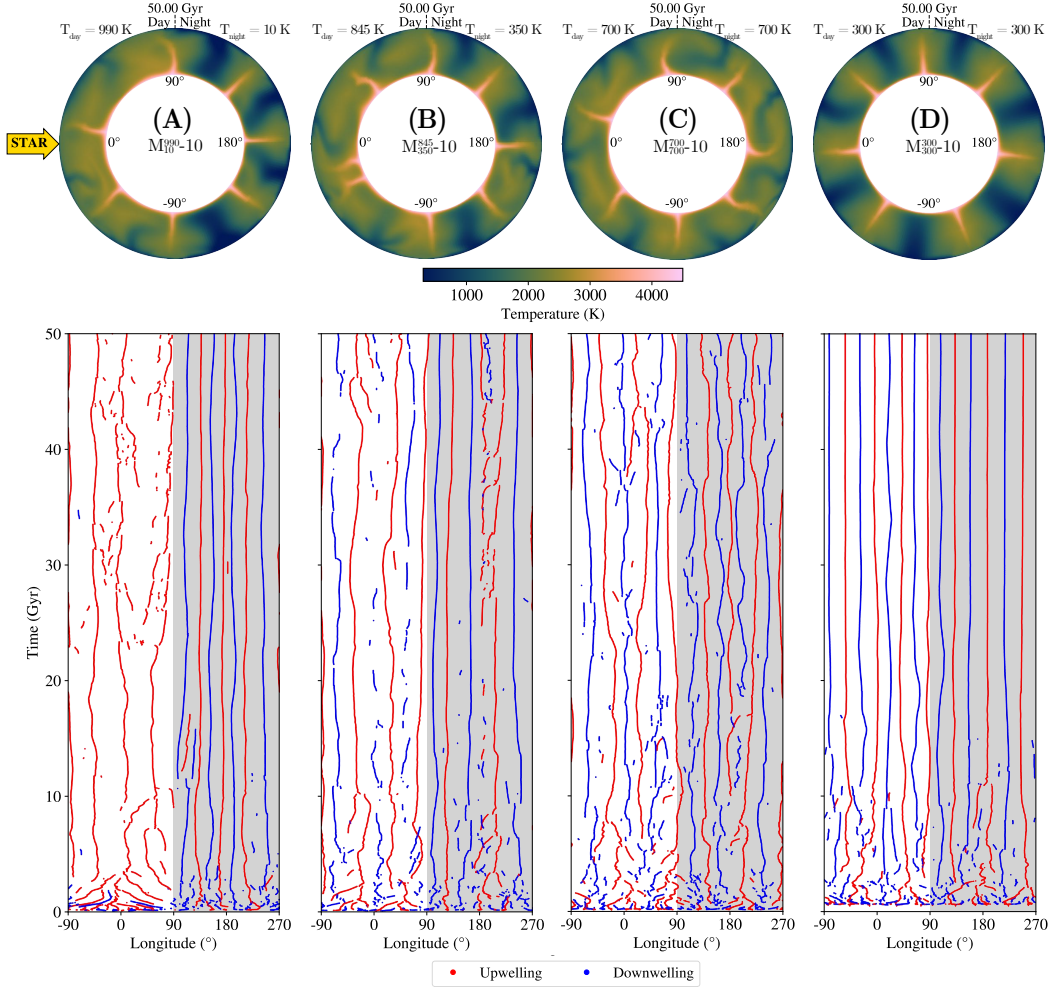 50.00 Gyr 50.00 Gyr 50.00 Gyr 50.00 Gyr
Day Night Day Night Day Night Day Night
T_day = 990 K T_night = 10 K T_day = 845 K T_night = 350 K T_day = 700 K T_night = 700 K T_day = 300 K T_night = 300 K
90° 90° 90° 90°
(A) (B) (C) (D)
STAR 0° 180° 0° 180° 0° 180° 0° 180°
M^990_10-10 M^845_350-10 M^700_700-10 M^300_300-10
-90° -90° -90° -90°
1000 2000 3000 4000
Temperature (K)
50
40
30
20
10
0
Time (Gyr)
-90 0 90 180 270 -90 0 90 180 270 -90 0 90 180 270 -90 0 90 180 270
Longitude (°) Longitude (°) Longitude (°) Longitude (°)
Upwelling Downwelling